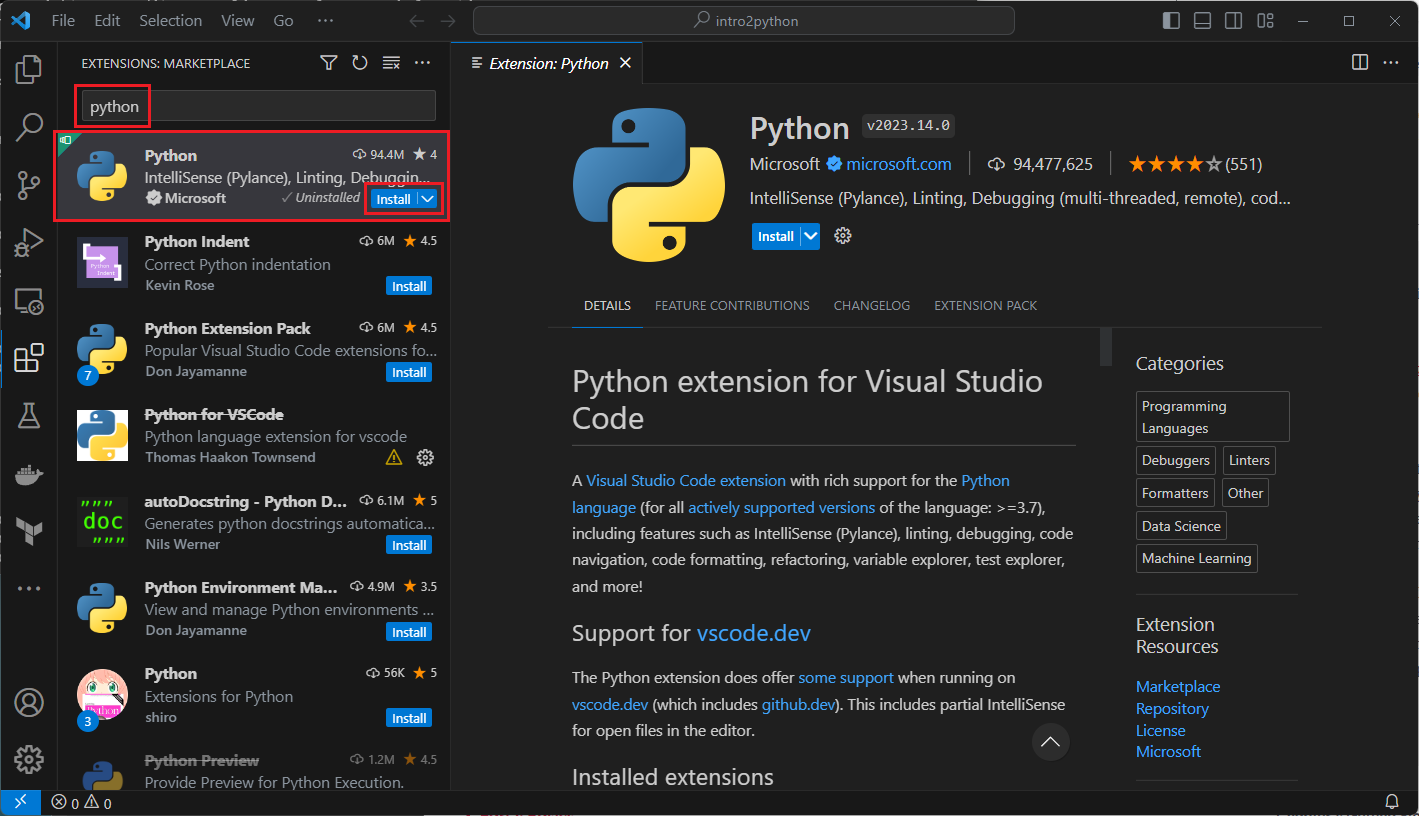 File Edit Selection View Go ···
intro2python
EXTENSIONS: MARKETPLACE
python
Python 94.4M ★ 4
IntelliSense (Pylance), Linting, Debuggin...
Microsoft ✓ Uninstalled Install
Python Indent 6M ★ 4.5
Correct Python indentation
Kevin Rose Install
Python Extension Pack 6M ★ 4.5
Popular Visual Studio Code extensions fo...
7 Don Jayamanne Install
Python for VSCode
Python language extension for vscode
Thomas Haakon Townsend
autoDocstring - Python D... 6.1M ★ 5
"""
doc
"""
Generates python docstrings automatica...
Nils Werner Install
Python Environment Ma... 4.9M ★ 3.5
View and manage Python environments ...
Don Jayamanne Install
Python 56K ★ 5
Extensions for Python
3 shiro Install
Python Preview 1.2M ★ 4.5
Provide Preview for Python Execution.
0 0
Extension: Python
Python v2023.14.0
Microsoft microsoft.com 94,477,625 ★★★★☆(551)
IntelliSense (Pylance), Linting, Debugging (multi-threaded, remote), cod...
Install
DETAILS FEATURE CONTRIBUTIONS CHANGELOG EXTENSION PACK
Python extension for Visual Studio
Code
A Visual Studio Code extension with rich support for the Python
language (for all actively supported versions of the language: >=3.7),
including features such as IntelliSense (Pylance), linting, debugging, code
navigation, code formatting, refactoring, variable explorer, test explorer,
and more!
Support for vscode.dev
The Python extension does offer some support when running on
vscode.dev (which includes github.dev). This includes partial IntelliSense
for open files in the editor.
Installed extensions
Categories
Programming
Languages
Debuggers Linters
Formatters Other
Data Science
Machine Learning
Extension
Resources
Marketplace
Repository
License
Microsoft